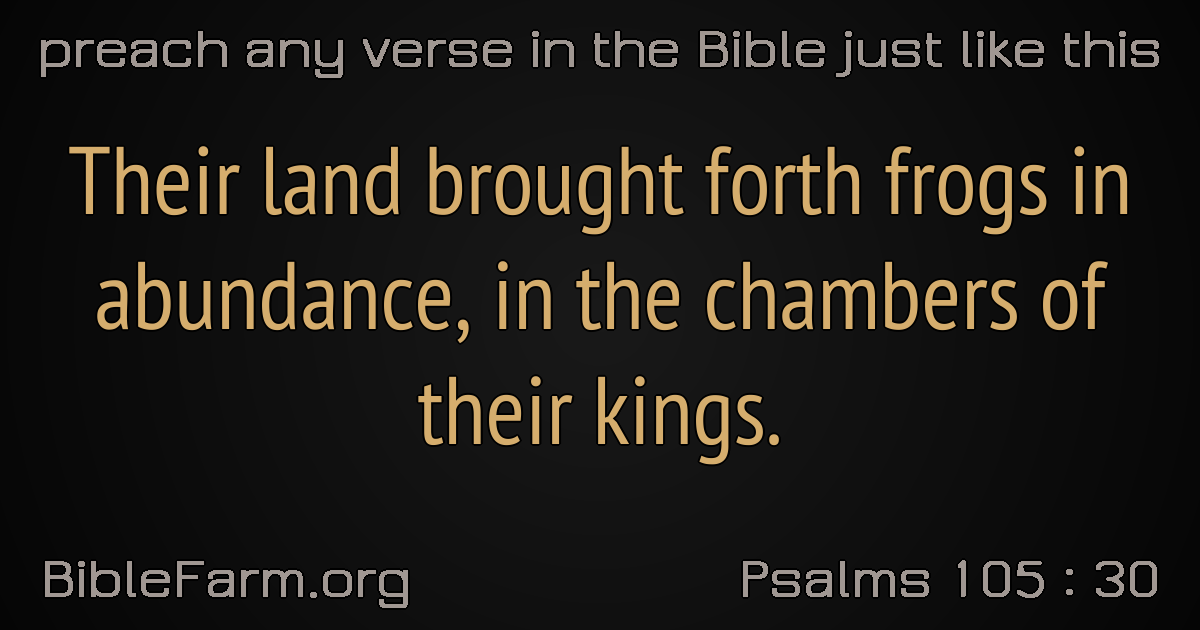 preach any verse in the Bible just like this
Their land brought forth frogs in
abundance, in the chambers of
their kings.
BibleFarm.org
Psalms 105 : 30